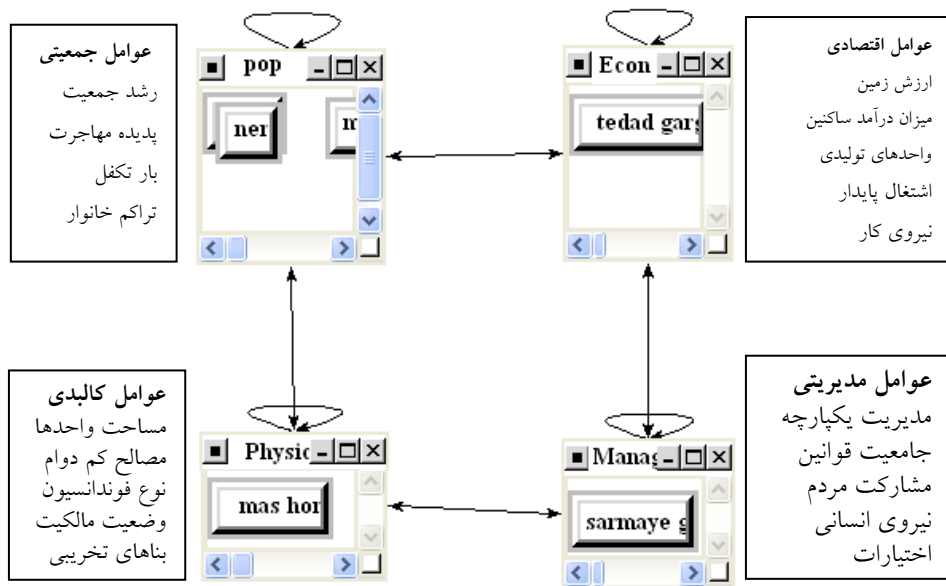 عوامل جمعیتی
رشد جمعیت
پدیده مهاجرت
بار تکفل
تراکم خانوار
pop
ner
m
Econ
tedad garg
عوامل اقتصادی
ارزش زمین
میزان درآمد ساکنین
واحدهای تولیدی
اشتغال پایدار
نیروی کار
عوامل کالبدی
مساحت واحدها
مصالح کم دوام
نوع فوندانسیون
وضعیت مالکیت
بناهای تخریبی
Physic
mas hor
Manag
sarmaye g
عوامل مدیریتی
مدیریت یکپارچه
جامعیت قوانین
مشارکت مردم
نیروی انسانی
اختیارات